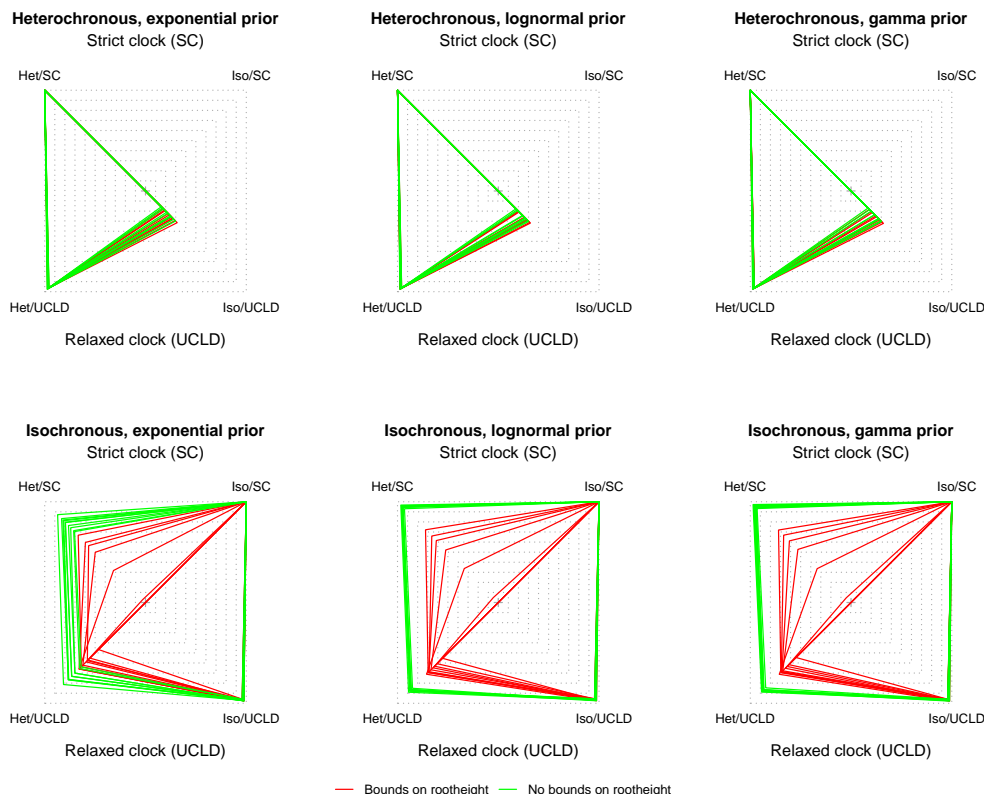 Heterochronous, exponential prior
Strict clock (SC)
Het/SC Iso/SC
Het/UCLD Iso/UCLD
Relaxed clock (UCLD)
Heterochronous, lognormal prior
Strict clock (SC)
Het/SC Iso/SC
Het/UCLD Iso/UCLD
Relaxed clock (UCLD)
Heterochronous, gamma prior
Strict clock (SC)
Het/SC Iso/SC
Het/UCLD Iso/UCLD
Relaxed clock (UCLD)
Isochronous, exponential prior
Strict clock (SC)
Het/SC Iso/SC
Het/UCLD Iso/UCLD
Relaxed clock (UCLD)
Isochronous, lognormal prior
Strict clock (SC)
Het/SC Iso/SC
Het/UCLD Iso/UCLD
Relaxed clock (UCLD)
Isochronous, gamma prior
Strict clock (SC)
Het/SC Iso/SC
Het/UCLD Iso/UCLD
Relaxed clock (UCLD)
Bounds on rootheight No bounds on rootheight